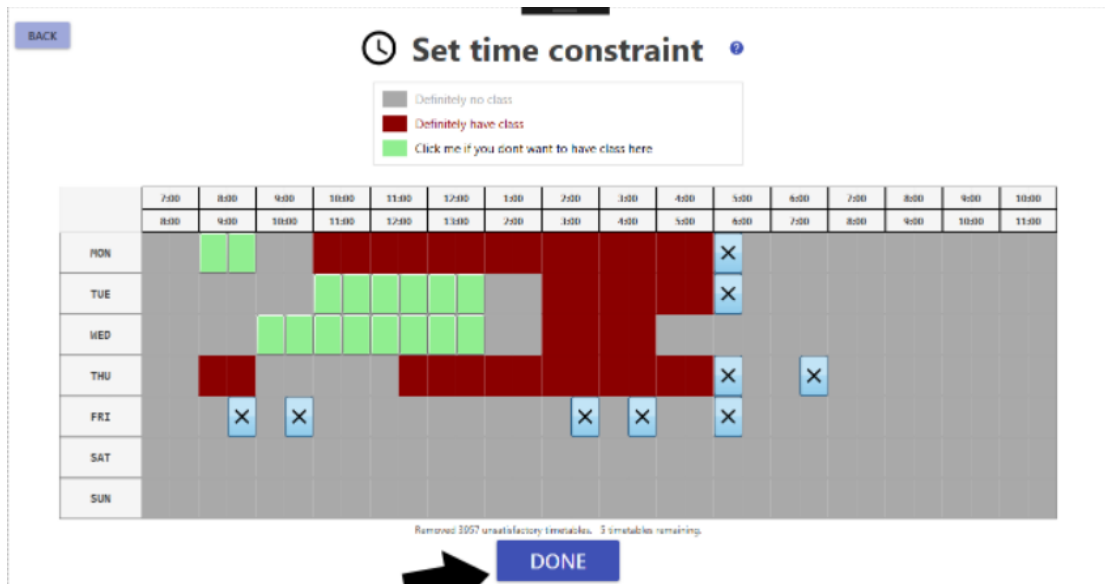 BACK
Set time constraint ?
Definitely no class
Definitely have class
Click me if you dont want to have class here
7:00 8:00 9:00 10:00 11:00 12:00 1:00 2:00 3:00 4:00 5:00 6:00 7:00 8:00 9:00 10:00
8:00 9:00 10:00 11:00 12:00 13:00 2:00 3:00 4:00 5:00 6:00 7:00 8:00 9:00 10:00 11:00
MON
TUE
WED
THU
FRI
SAT
SUN
Removed 3957 unsatisfactory timetables. timetables remaining.
DONE